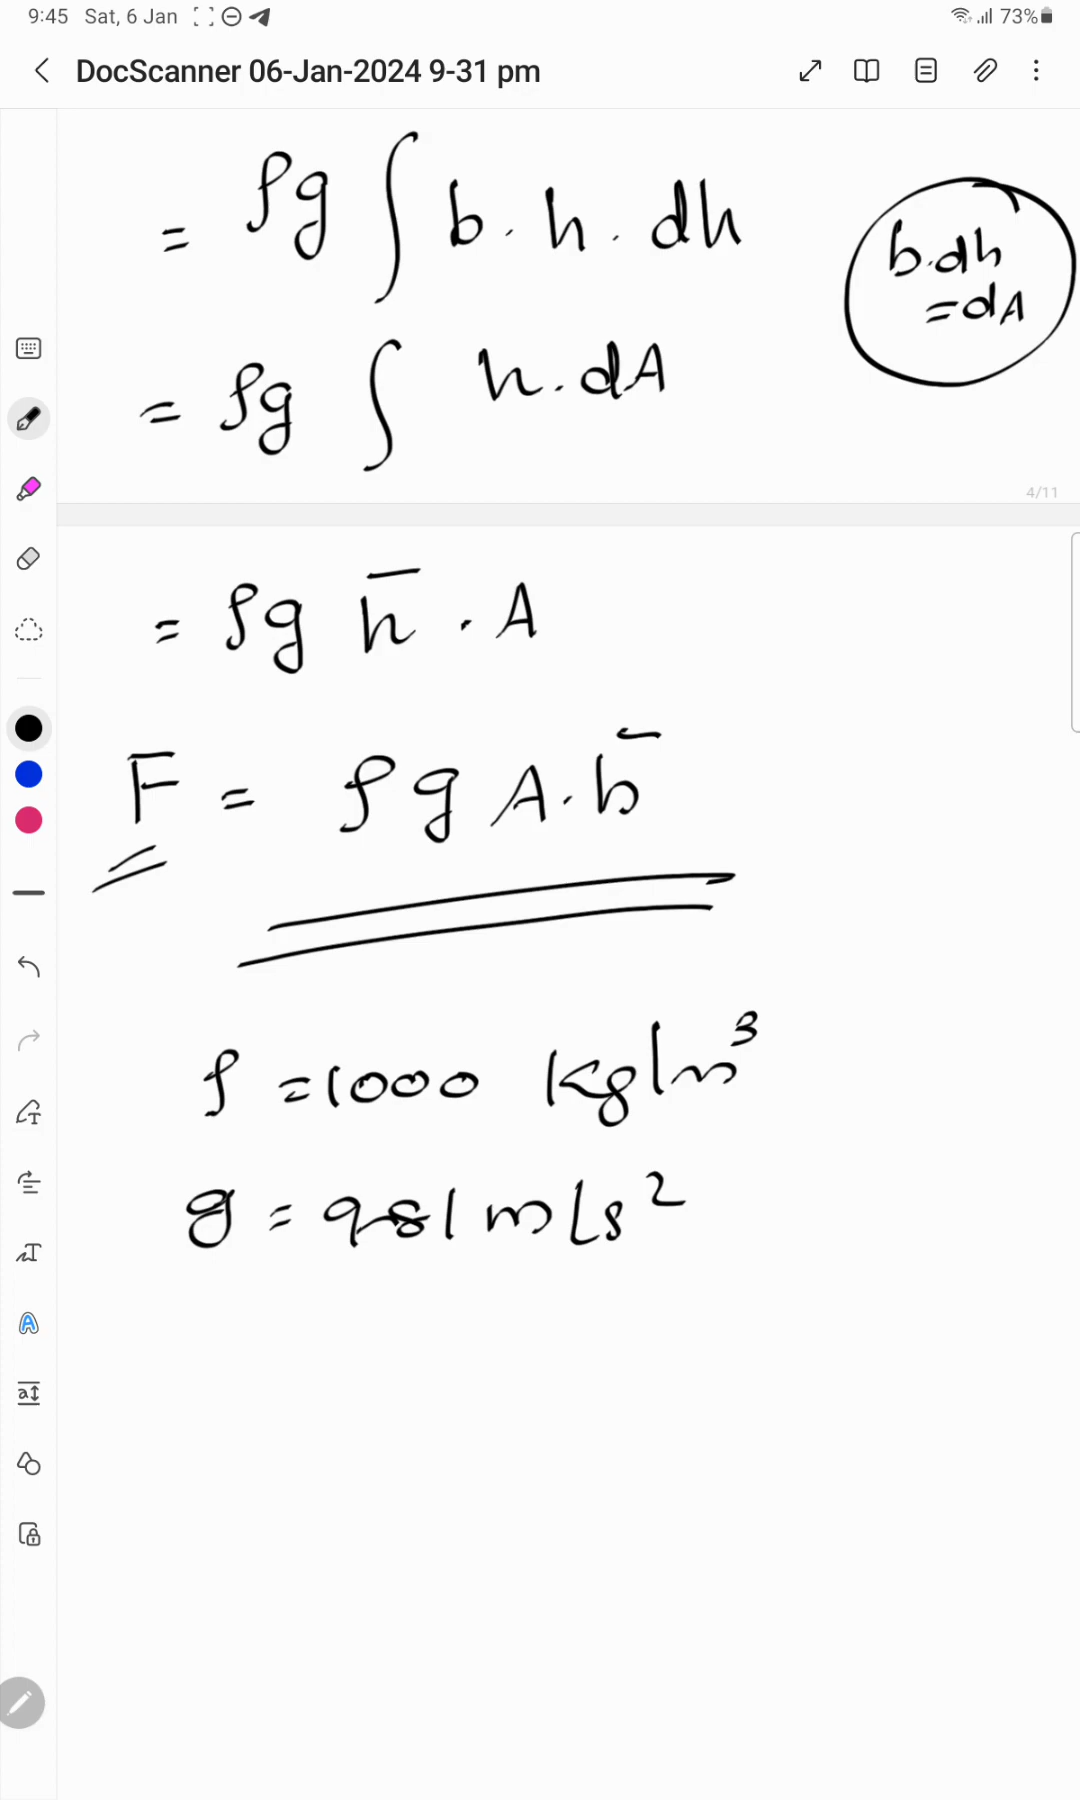 9:45 Sat, 6 Jan 73%
DocScanner 06-Jan-2024 9-31 pm
= ρg ∫ b . h . dh
b.dh
= dA
= ρg ∫ h.dA
4/11
= ρg h̅ . A
F = ρ g A . h̅
ρ = 1000 kg/m³
g = 9.81 m/s²